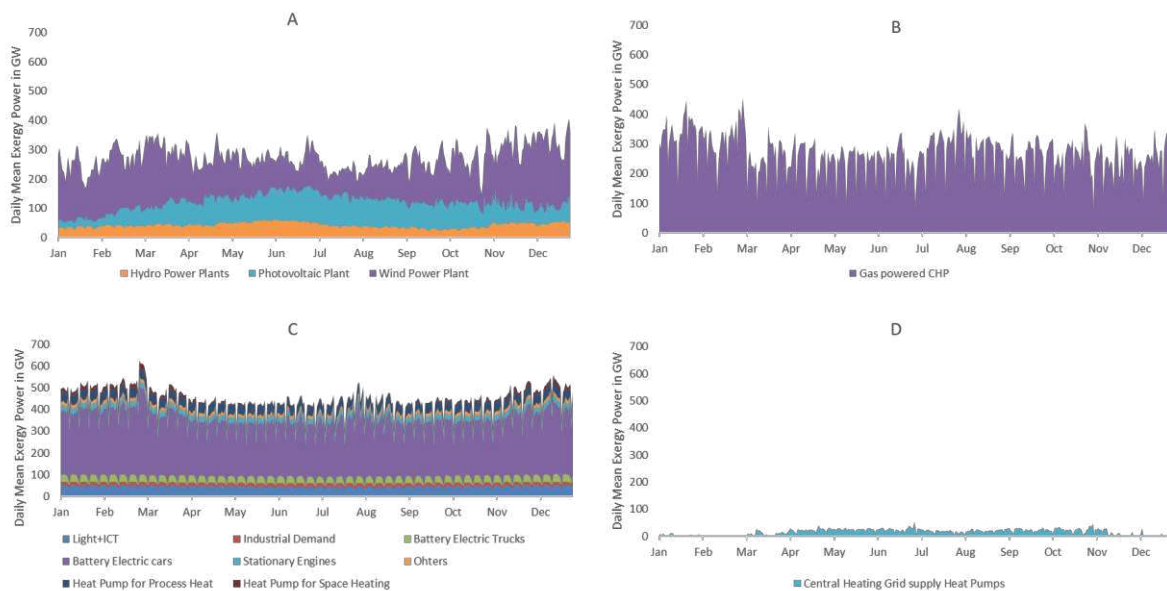 A
Daily Mean Exergy Power in GW
700
600
500
400
300
200
100
0
Jan Feb Mar Apr May Jun Jul Aug Sep Oct Nov Dec
Hydro Power Plants Photovoltaic Plant Wind Power Plant
B
Daily Mean Exergy Power in GW
700
600
500
400
300
200
100
0
Jan Feb Mar Apr May Jun Jul Aug Sep Oct Nov Dec
Gas powered CHP
C
Daily Mean Exergy Power in GW
700
600
500
400
300
200
100
0
Jan Feb Mar Apr May Jun Jul Aug Sep Oct Nov Dec
Light+ICT Industrial Demand Battery Electric Trucks
Battery Electric cars Stationary Engines Ohters
Heat Pump for Process Heat Heat Pump for Space Heating
D
Daily Mean Exergy Power in GW
700
600
500
400
300
200
100
0
Jan Feb Mar Apr May Jun Jul Aug Sep Oct Nov Dec
Central Heating Grid supply Heat Pumps